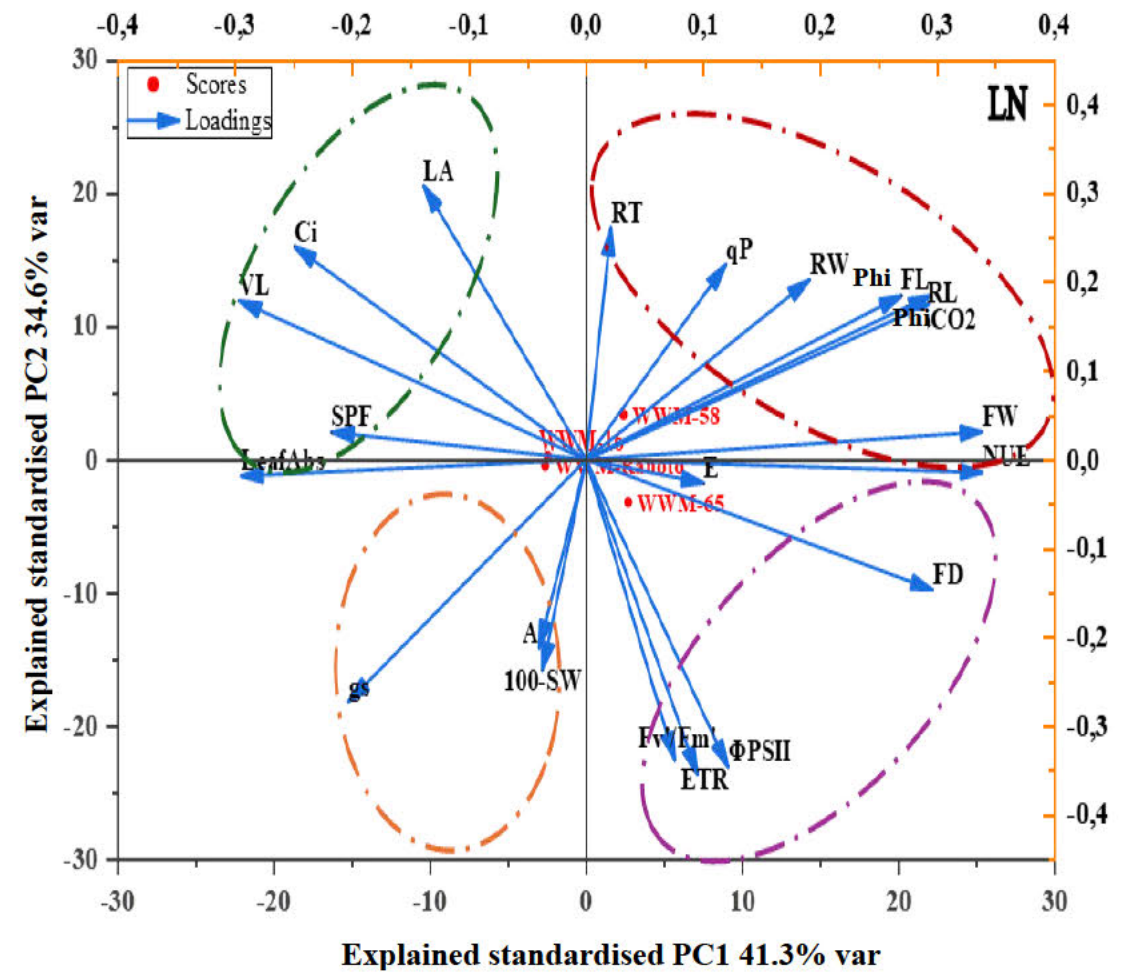 -0,4 -0,3 -0,2 -0,1 0,0 0,1 0,2 0,3 0,4
30 20 10 0 -10 -20 -30
Explained standardised PC2 34.6% var
Scores
Loadings
LN
0,4 0,3 0,2 0,1 0,0 -0,1 -0,2 -0,3 -0,4
LA
Ci
VL
SPF
LeafAbs
RT
qP
RW
Phi FL
RL
PhiCO2
FW
NUE
WWM-58
E
WWM-65
FD
A
100-SW
gs
Fv'/Fm'
ΦPSII
ETR
-30 -20 -10 0 10 20 30
Explained standardised PC1 41.3% var